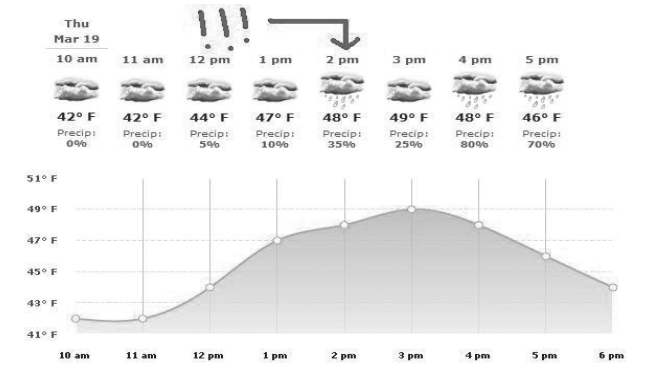 !!!
Thu
Mar 19
10 am 11 am 12 pm 1 pm 2 pm 3 pm 4 pm 5 pm
42° F 42° F 44° F 47° F 48° F 49° F 48° F 46° F
Precip: Precip: Precip: Precip: Precip: Precip: Precip: Precip:
0% 0% 5% 10% 35% 25% 80% 70%
51° F
49° F
47° F
45° F
43° F
41° F
10 am 11 am 12 pm 1 pm 2 pm 3 pm 4 pm 5 pm 6 pm